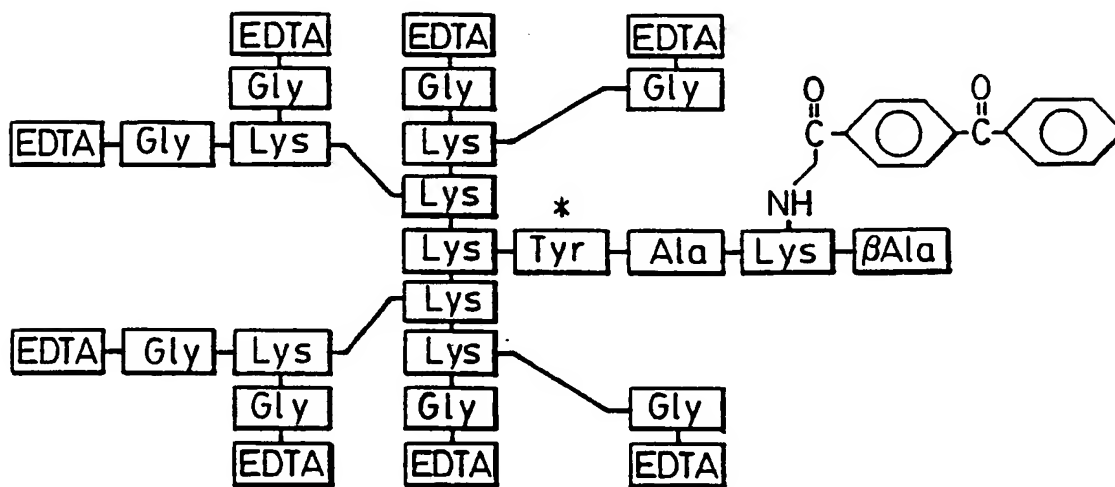 EDTA EDTA EDTA
Gly Gly Gly
O O
EDTA Gly Lys Lys C C
Lys * NH
Lys Tyr Ala Lys βAla
Lys
EDTA Gly Lys Lys
Gly Gly Gly
EDTA EDTA EDTA